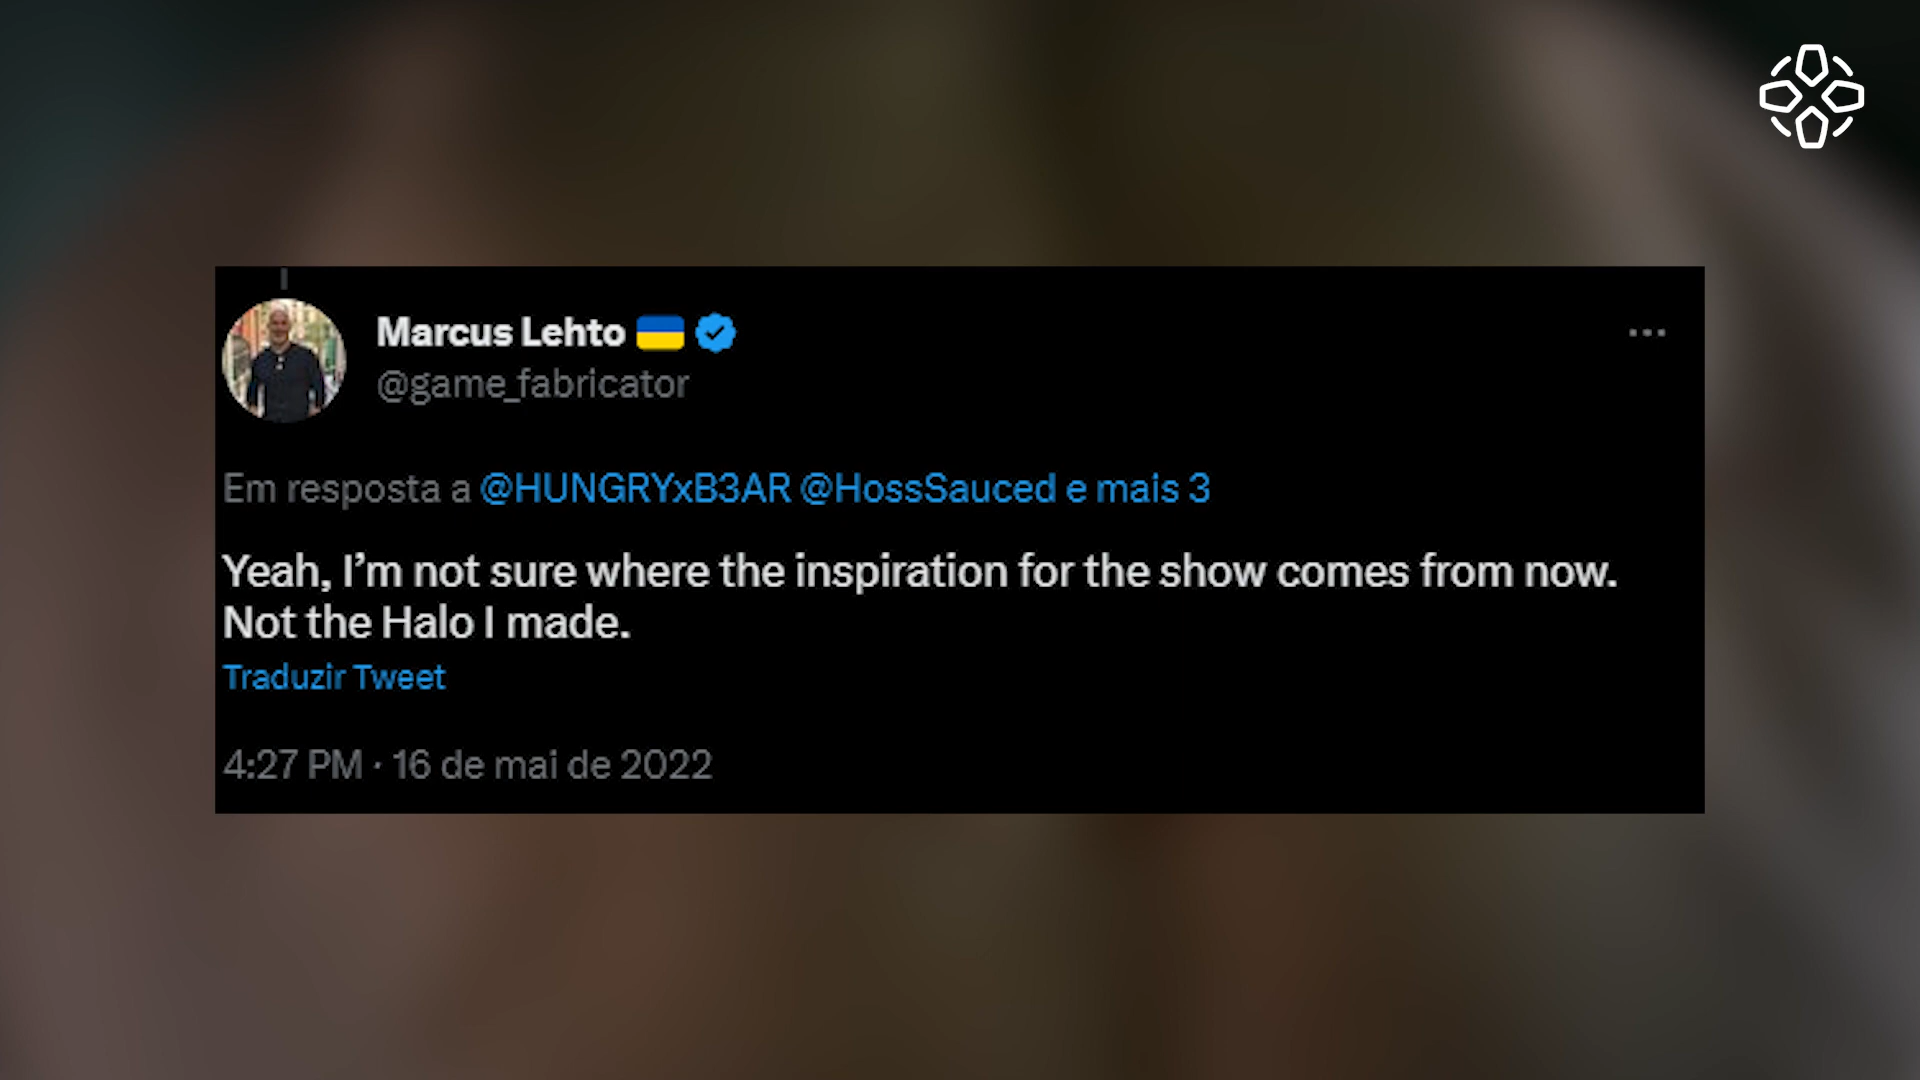 Marcus Lehto
@game_fabricator
Em resposta a @HUNGRYxB3AR @HossSauced e mais 3
Yeah, I’m not sure where the inspiration for the show comes from now.
Not the Halo I made.
Traduzir Tweet
4:27 PM · 16 de mai de 2022